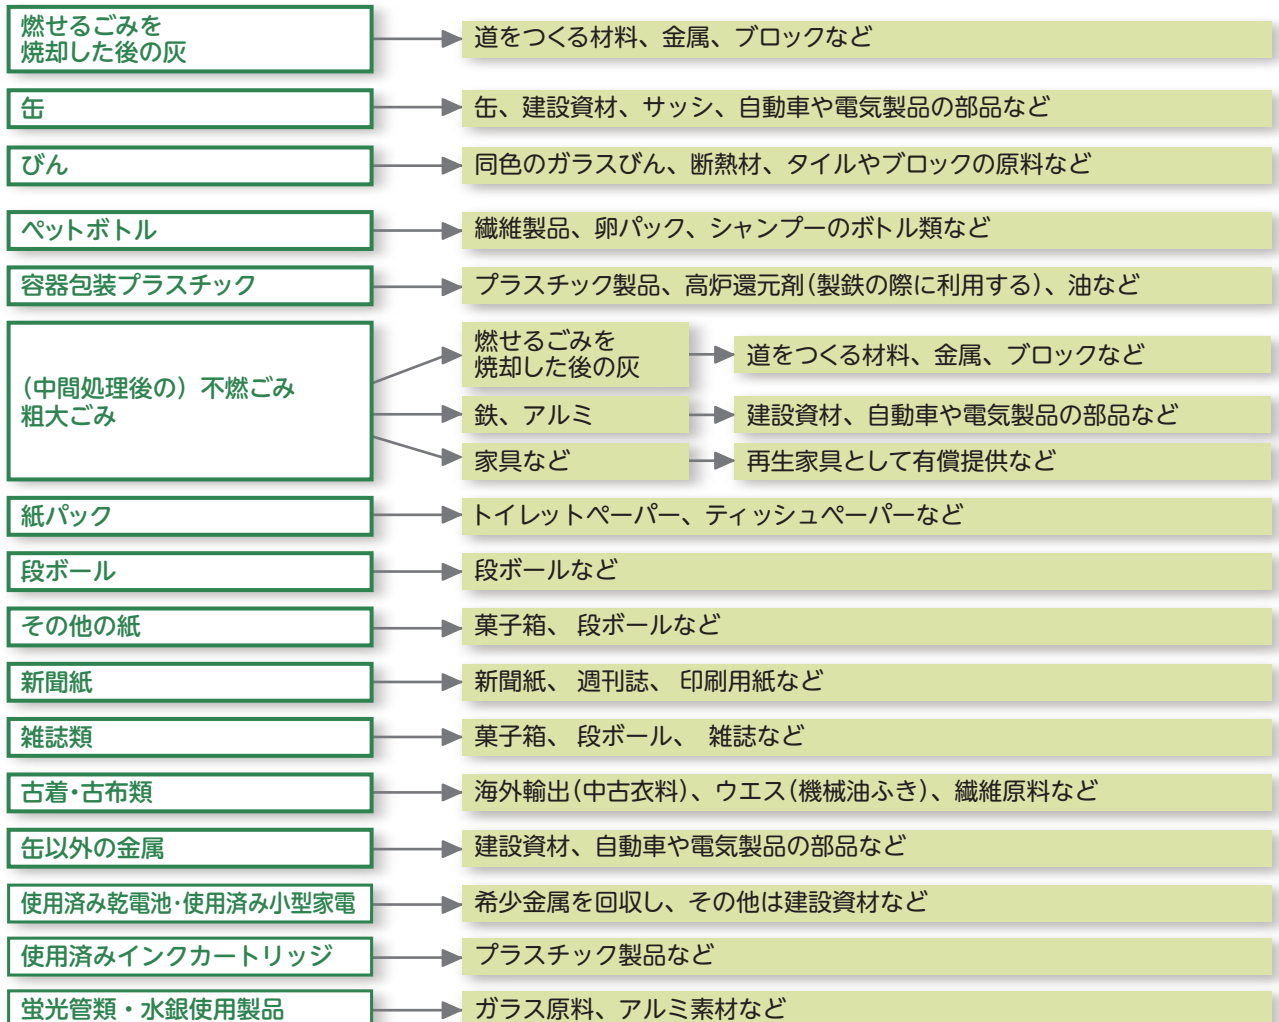 燃せるごみを
焼却した後の灰
道をつくる材料、金属、ブロックなど
缶
缶、建設資材、サッシ、自動車や電気製品の部品など
びん
同色のガラスびん、断熱材、タイルやブロックの原料など
ペットボトル
繊維製品、卵パック、シャンプーのボトル類など
容器包装プラスチック
プラスチック製品、高炉還元剤(製鉄の際に利用する)、油など
(中間処理後の) 不燃ごみ
粗大ごみ
燃せるごみを
焼却した後の灰
道をつくる材料、金属、ブロックなど
鉄、アルミ
建設資材、自動車や電気製品の部品など
家具など
再生家具として有償提供など
紙パック
トイレットペーパー、ティッシュペーパーなど
段ボール
段ボールなど
その他の紙
菓子箱、 段ボールなど
新聞紙
新聞紙、 週刊誌、 印刷用紙など
雑誌類
菓子箱、 段ボール、 雑誌など
古着・古布類
海外輸出(中古衣料)、ウエス(機械油ふき)、繊維原料など
缶以外の金属
建設資材、自動車や電気製品の部品など
使用済み乾電池・使用済み小型家電
希少金属を回収し、その他は建設資材など
使用済みインクカートリッジ
プラスチック製品など
蛍光管類・水銀使用製品
ガラス原料、アルミ素材など